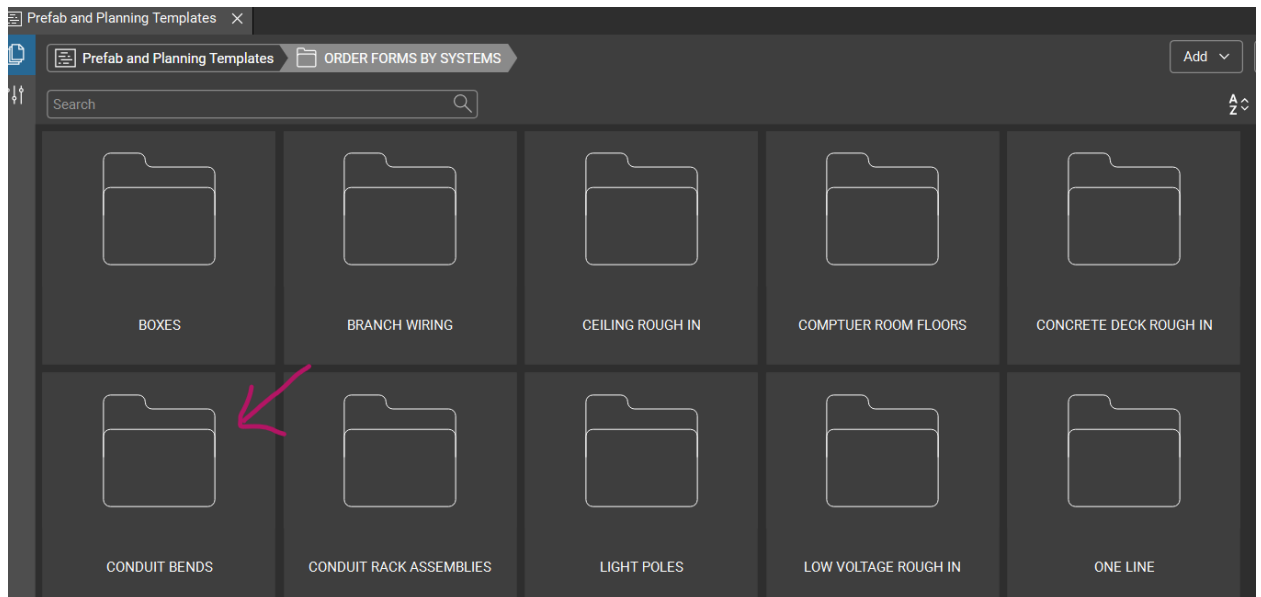 Prefab and Planning Templates
Prefab and Planning Templates ORDER FORMS BY SYSTEMS Add
Search
BOXES BRANCH WIRING CEILING ROUGH IN COMPTUER ROOM FLOORS CONCRETE DECK ROUGH IN
CONDUIT BENDS CONDUIT RACK ASSEMBLIES LIGHT POLES LOW VOLTAGE ROUGH IN ONE LINE